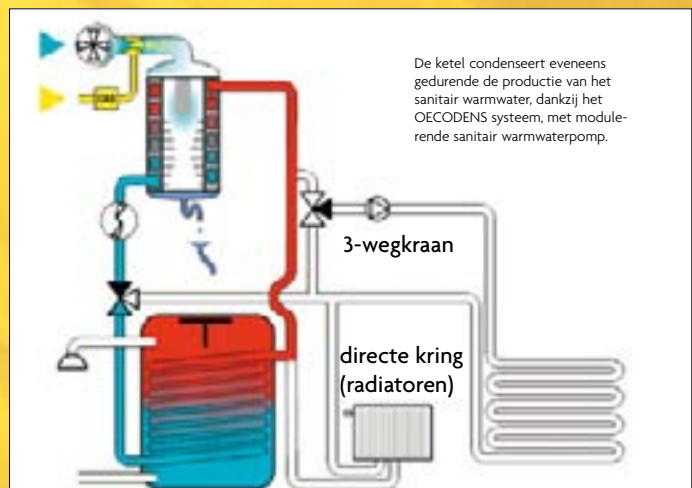 De ketel condenseert eveneens
gedurende de productie van het
sanitair warmwater, dankzij het
OECODENS systeem, met module-
rende sanitair warmwaterpomp.
3-wegkraan
directe kring
(radiatoren)